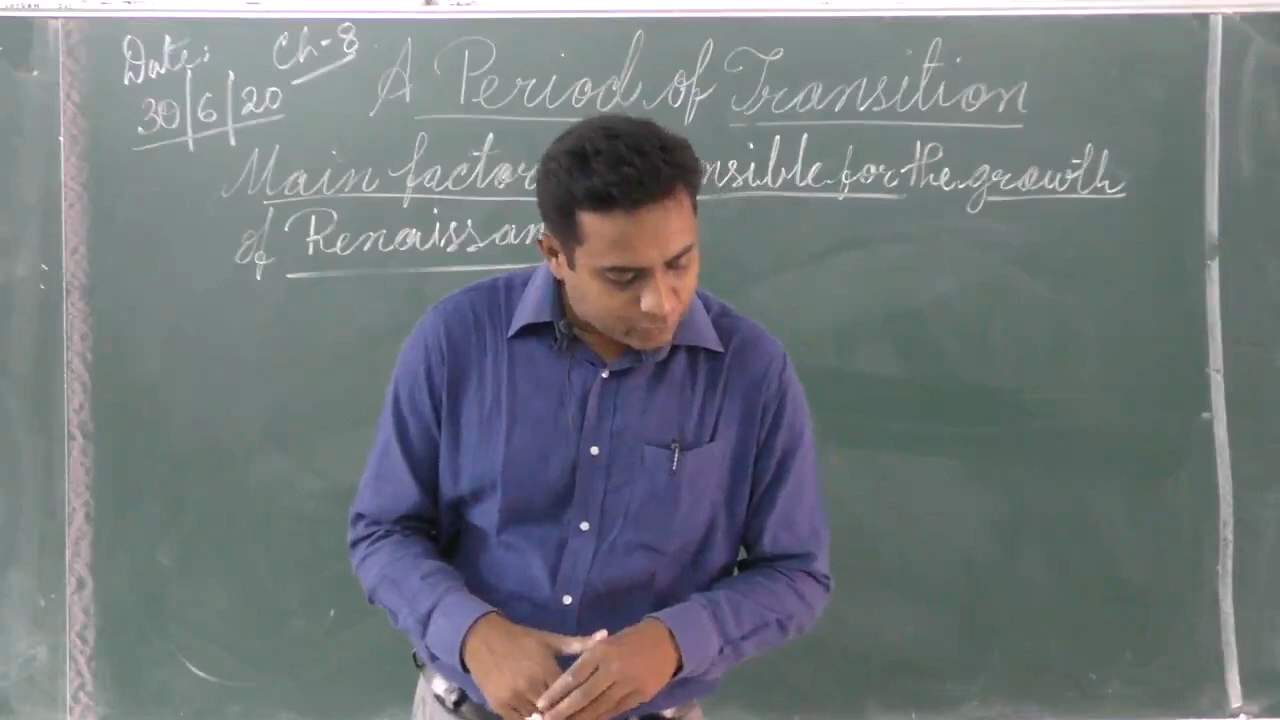 Date: Ch-8
30/6/20
A Period of Transition
Main factor nsible for the growth
of Renaissan